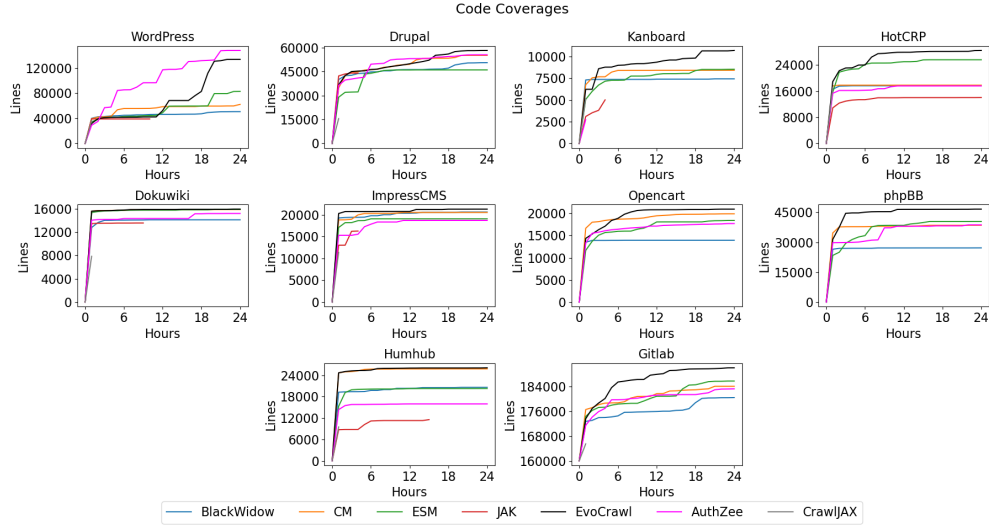 Code Coverages
WordPress Drupal Kanboard HotCRP
Lines
120000
80000
40000
0
0 6 12 18 24
Hours
Lines
60000
45000
30000
15000
0
0 6 12 18 24
Hours
Lines
10000
7500
5000
2500
0
0 6 12 18 24
Hours
Lines
24000
16000
8000
0
0 6 12 18 24
Hours
Dokuwiki ImpressCMS Opencart phpBB
Lines
16000
12000
8000
4000
0
0 6 12 18 24
Hours
Lines
20000
15000
10000
5000
0
0 6 12 18 24
Hours
Lines
20000
15000
10000
5000
0
0 6 12 18 24
Hours
Lines
45000
30000
15000
0
0 6 12 18 24
Hours
Humhub Gitlab
Lines
24000
18000
12000
6000
0
0 6 12 18 24
Hours
Lines
184000
176000
168000
160000
0 6 12 18 24
Hours
BlackWidow CM ESM JAK EvoCrawl AuthZee CrawlJAX